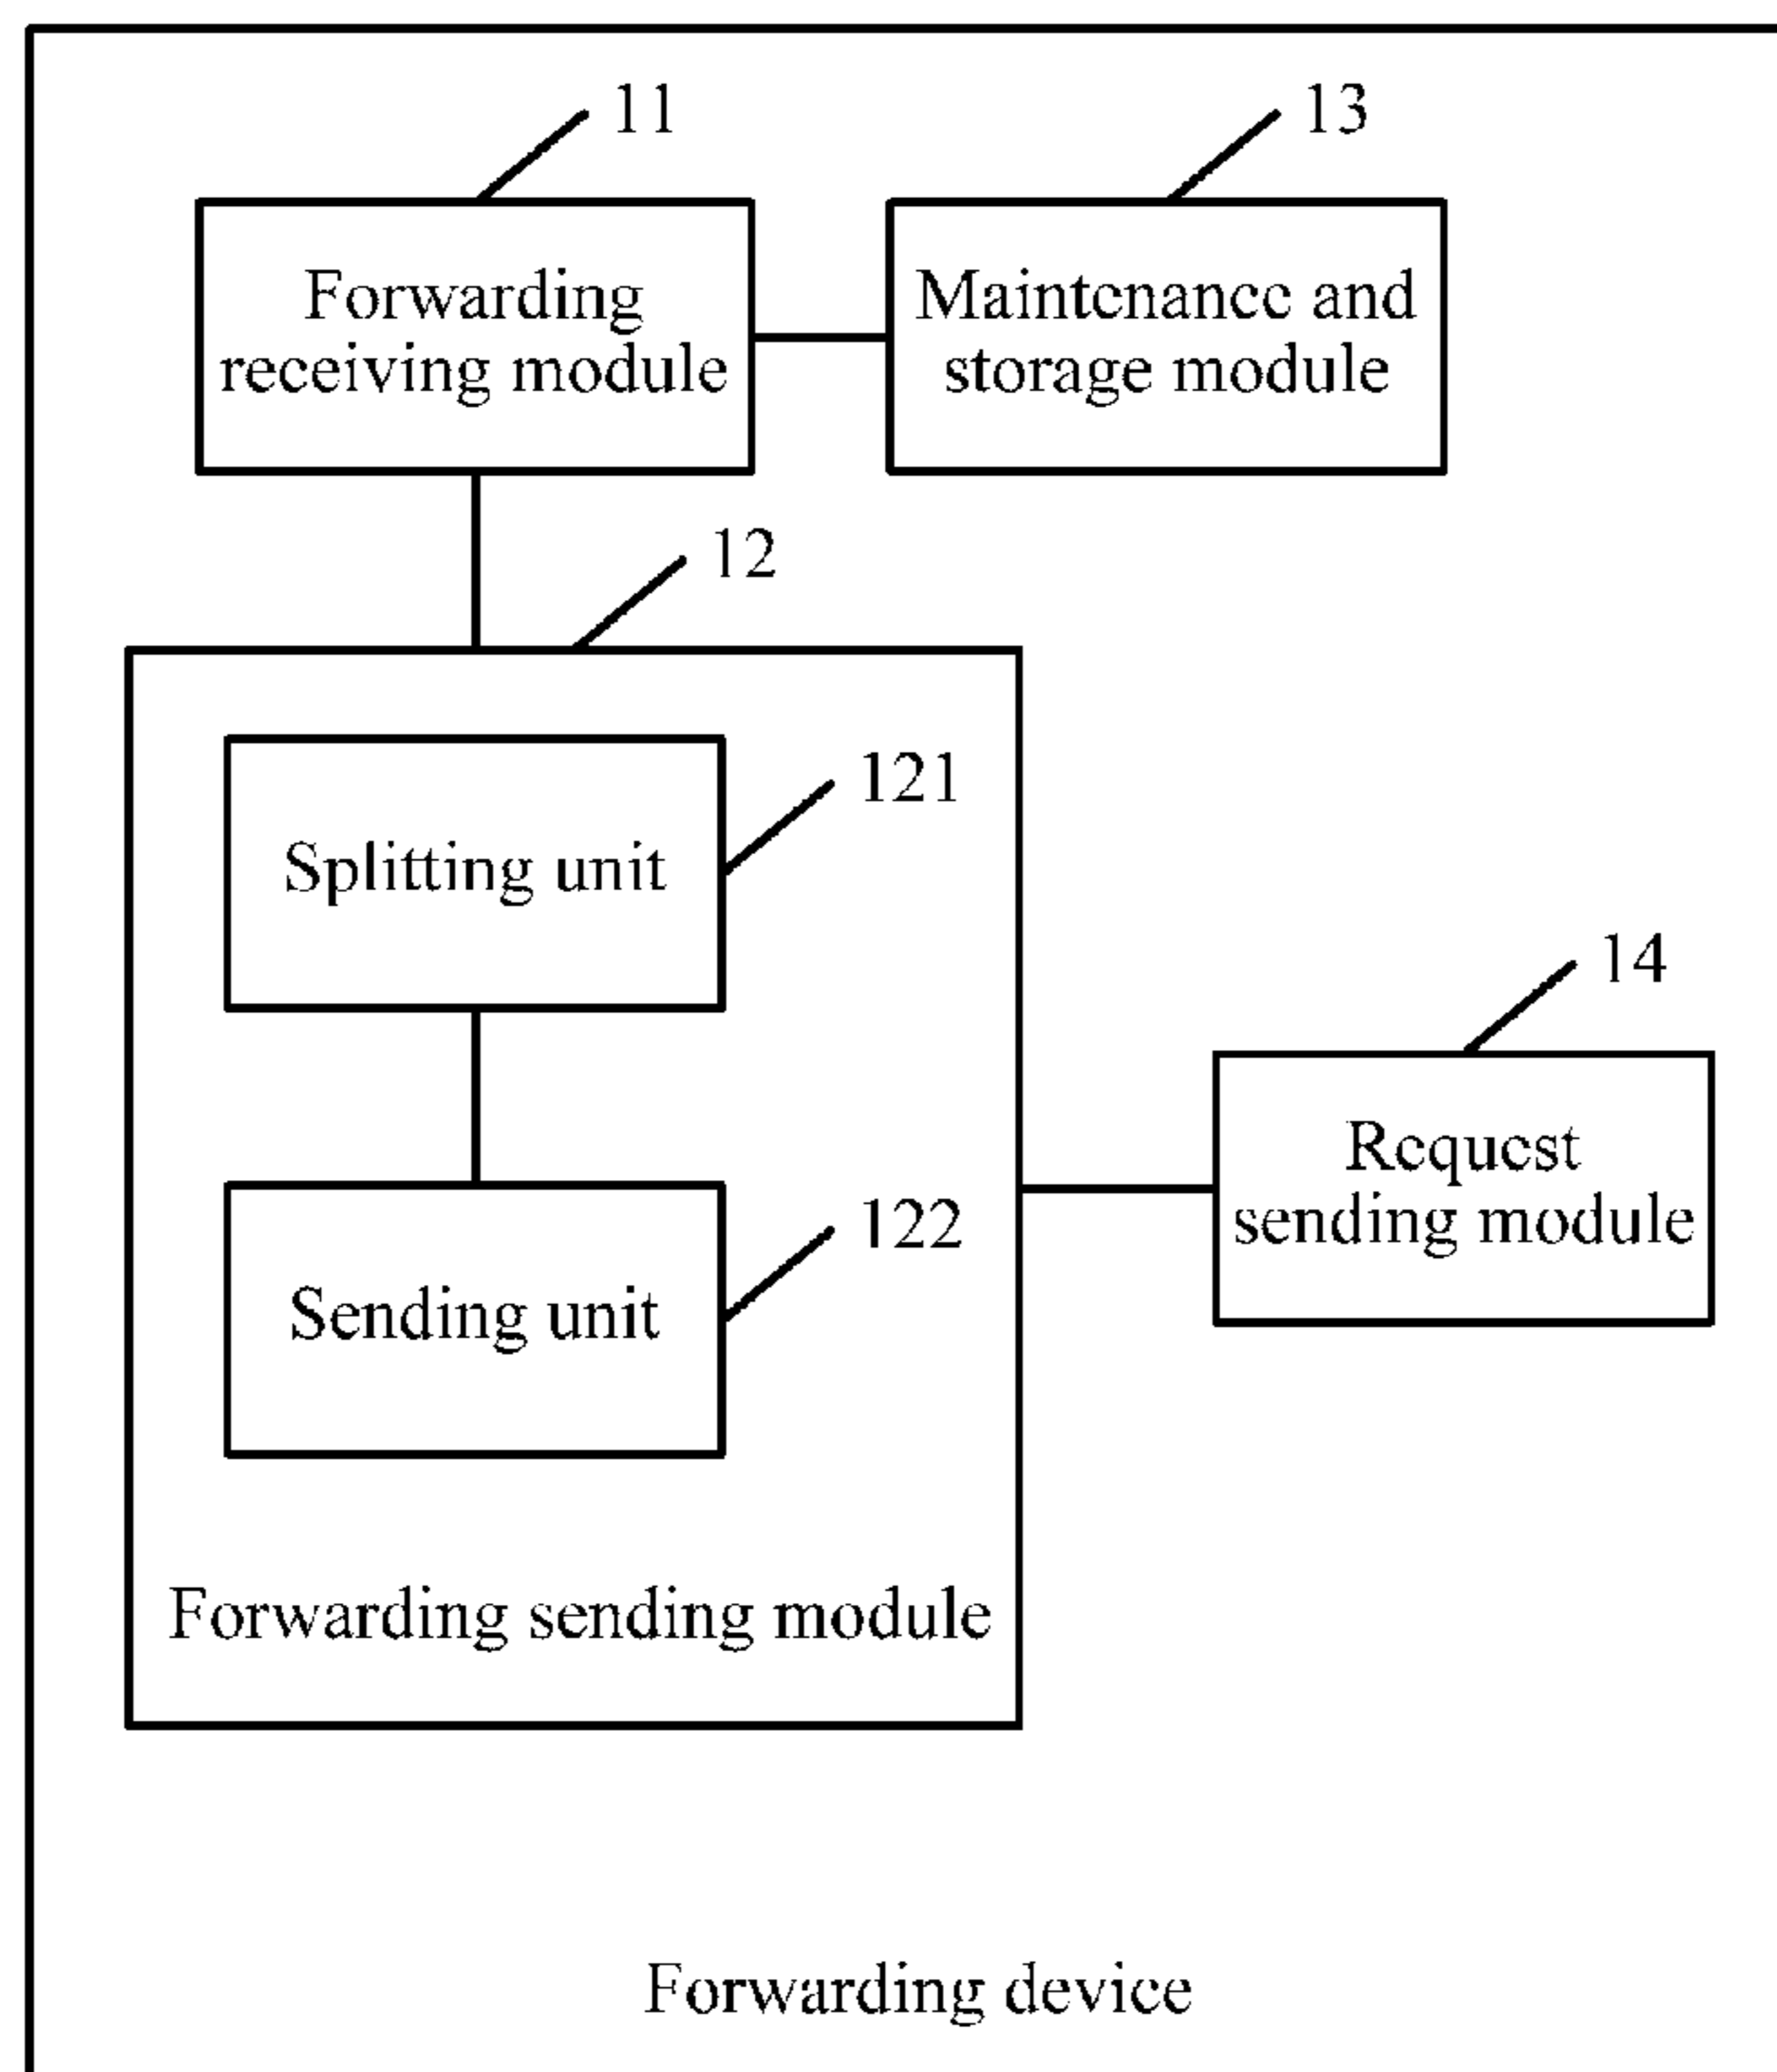 11
13
Forwarding
receiving module
Maintenance and
storage module
12
121
Splitting unit
14
Request
sending module
122
Sending unit
Forwarding sending module
Forwarding device